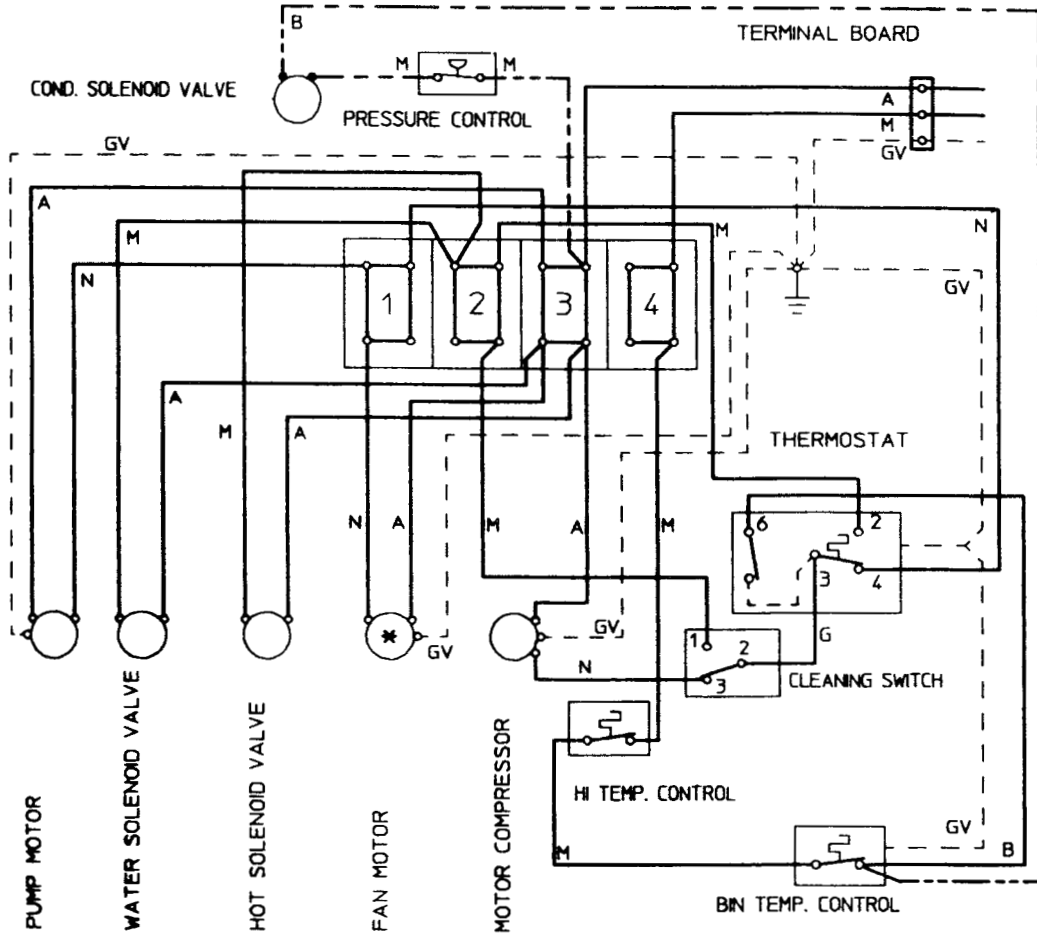 B
TERMINAL BOARD
M
M
COND. SOLENOID VALVE
A
PRESSURE CONTROL
M
GV
GV
A
M
M
N
N
GV
1
2
3
4
A
M
A
THERMOSTAT
N
A
M
A
M
6
2
3
4
G
GV
GV
1
2
N
3
CLEANING SWITCH
*
HI TEMP. CONTROL
GV
M
B
BIN TEMP. CONTROL
PUMP MOTOR
WATER SOLENOID VALVE
HOT SOLENOID VALVE
FAN MOTOR
MOTOR COMPRESSOR